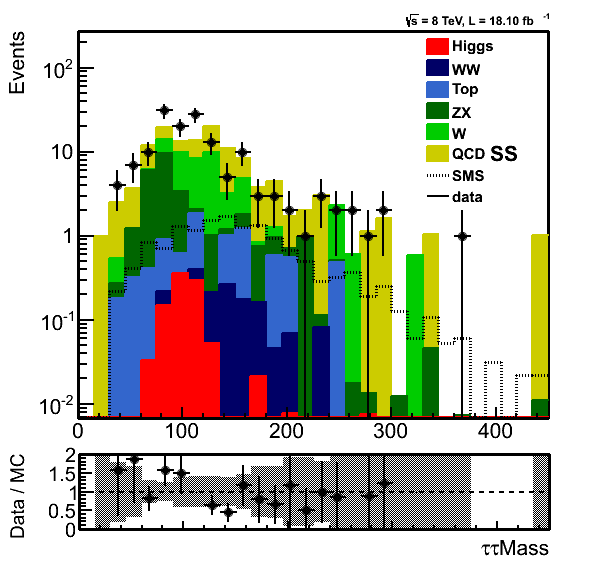 √s = 8 TeV, L = 18.10 fb⁻¹
Events
10²
10
1
10⁻¹
10⁻²
Higgs
WW
Top
ZX
W
QCD SS
SMS
data
0 100 200 300 400
Data / MC
2
1.5
1
0.5
0
ττMass